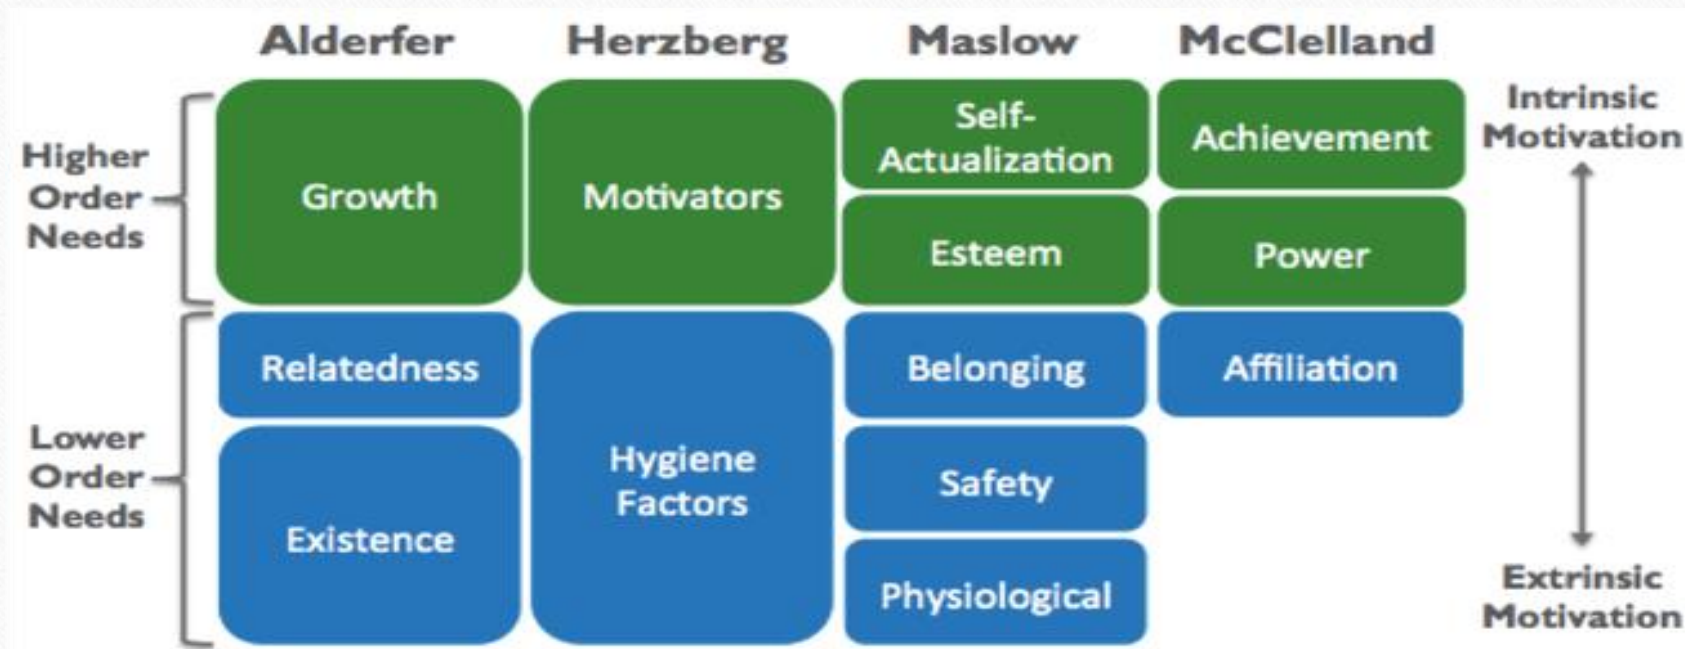 Alderfer Herzberg Maslow McClelland
Higher
Order
Needs
Growth
Motivators
Self-
Actualization
Esteem
Achievement
Power
Intrinsic
Motivation
Lower
Order
Needs
Relatedness
Existence
Hygiene
Factors
Belonging
Safety
Physiological
Affiliation
Extrinsic
Motivation